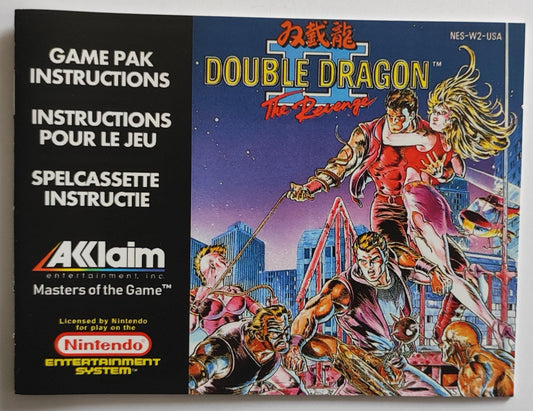 GAME PAK
INSTRUCTIONS
INSTRUCTIONS
POUR LE JEU
SPELCASSETTE
INSTRUCTIE
AKKlaim
entertainment, inc.
Masters of the Game™
Licensed by Nintendo
for play on the
Nintendo
ENTERTAINMENT
SYSTEM™
NES-W2-USA
双截龍
II
DOUBLE DRAGON™
The Revenge